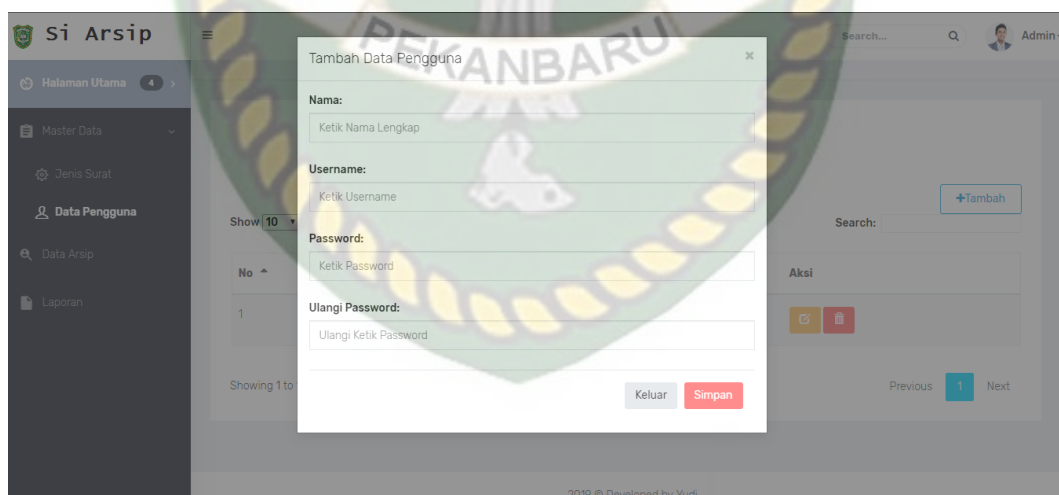 Si Arsip
Search...
Admin
PEKANBARU
Tambah Data Pengguna
×
Halaman Utama 4
Nama:
Ketik Nama Lengkap
Master Data
Jenis Surat
Username:
Ketik Username
Data Pengguna
+Tambah
Show 10
Search:
Password:
Ketik Password
Data Arsip
No
Aksi
Laporan
1
Ulangi Password:
Ulangi Ketik Password
Showing 1 to
Previous 1 Next
Keluar Simpan
2019 © Developed by Yudi